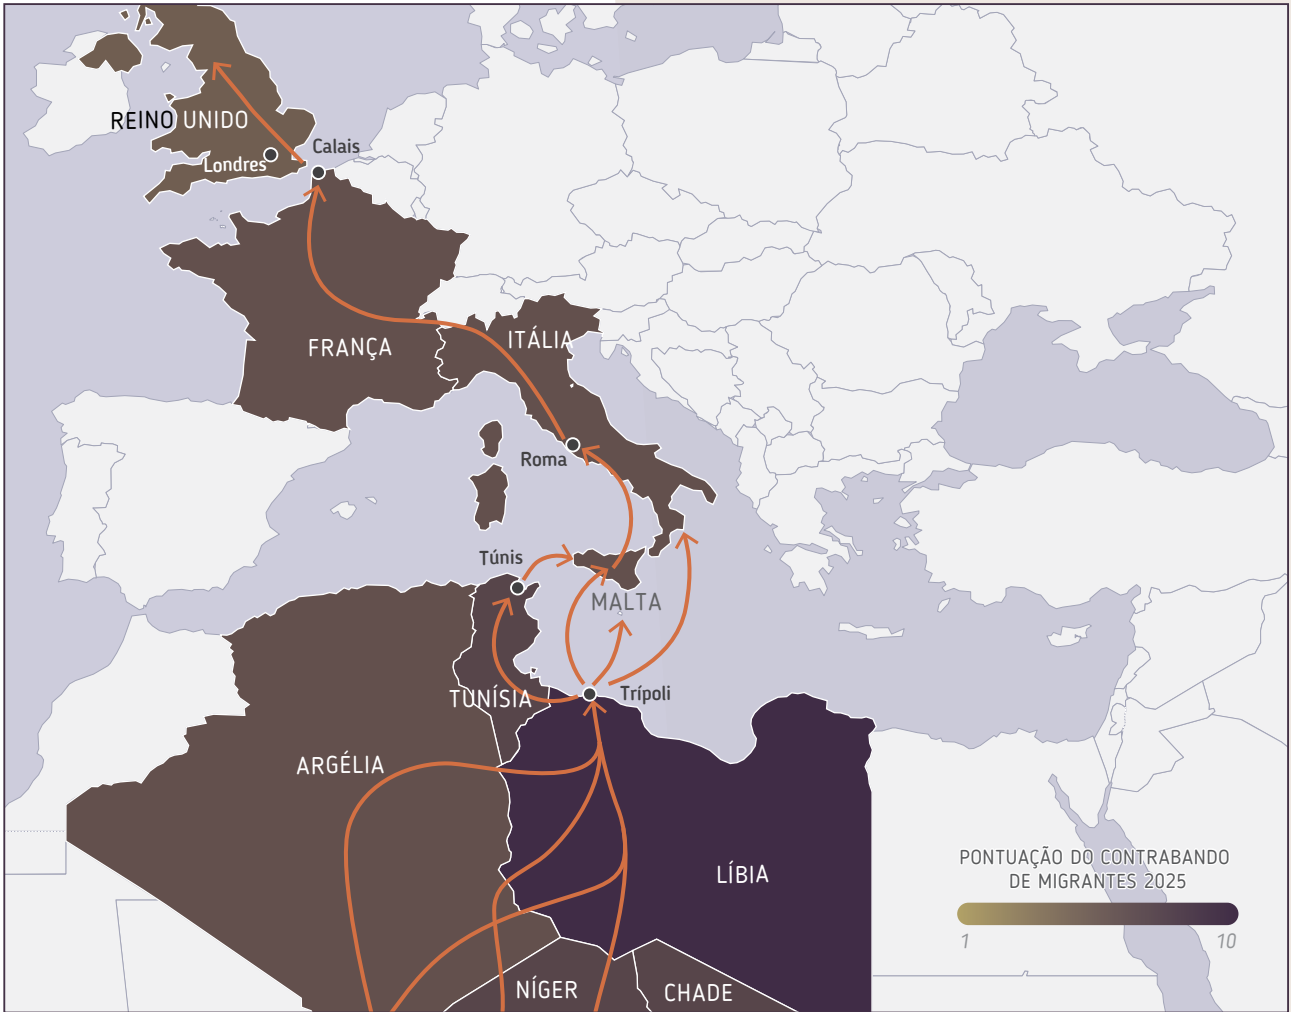 REINO UNIDO
Calais
Londres
FRANÇA
ITÁLIA
Roma
Túnis
MALTA
TUNÍSIA
Trípoli
ARGÉLIA
LÍBIA
NÍGER
CHADE
PONTUAÇÃO DO CONTRABANDO
DE MIGRANTES 2025
1
10